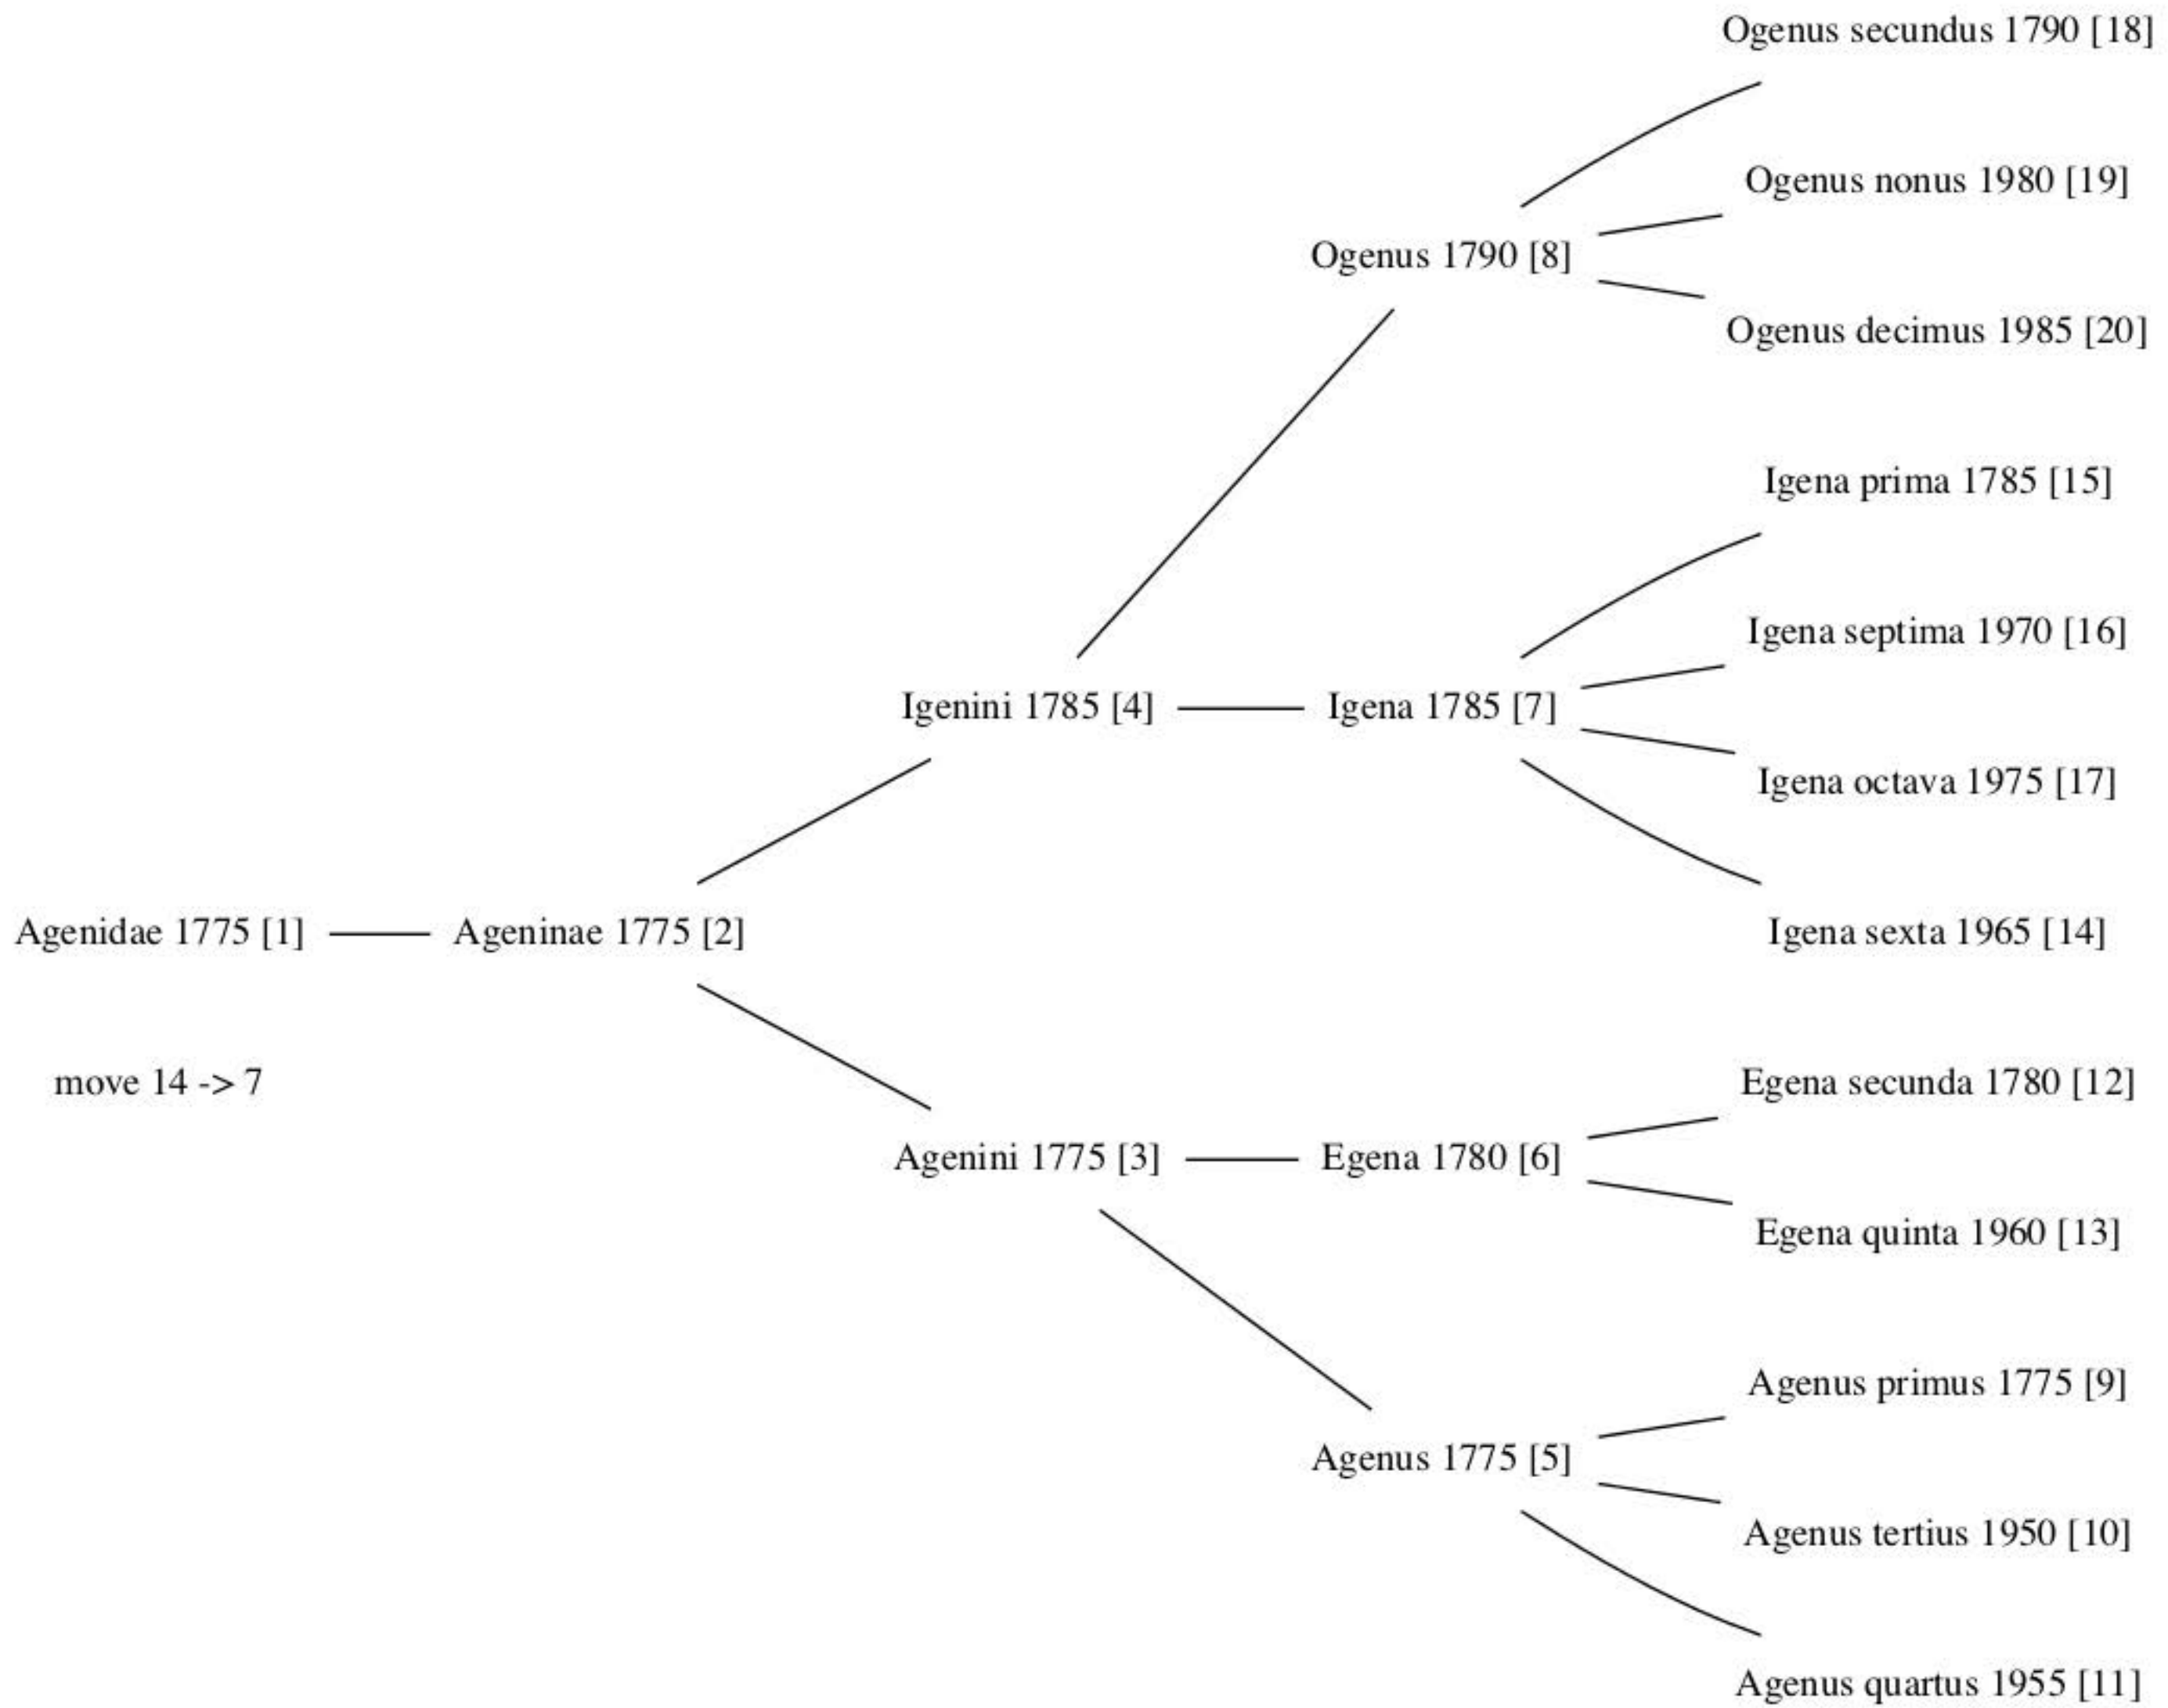 Ogenus secundus 1790 [18]
Ogenus nonus 1980 [19]
Ogenus 1790 [8]
Ogenus decimus 1985 [20]
Igena prima 1785 [15]
Igena septima 1970 [16]
Igenini 1785 [4]
Igena 1785 [7]
Igena octava 1975 [17]
Agenidae 1775 [1]
Ageninae 1775 [2]
Igena sexta 1965 [14]
move 14 -> 7
Egena secunda 1780 [12]
Agenini 1775 [3]
Egena 1780 [6]
Egena quinta 1960 [13]
Agenus primus 1775 [9]
Agenus 1775 [5]
Agenus tertius 1950 [10]
Agenus quartus 1955 [11]